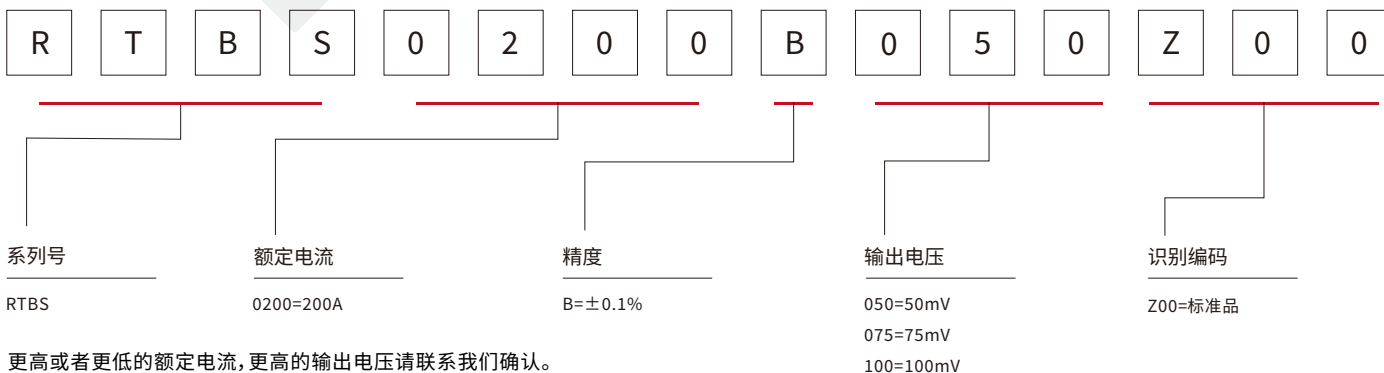 R T B S 0 2 0 0 B 0 5 0 Z 0 0
系列号 额定电流 精度 输出电压 识别编码
RTBS 0200=200A B=±0.1% 050=50mV Z00=标准品
075=75mV
更高或者更低的额定电流,更高的输出电压请联系我们确认。
100=100mV